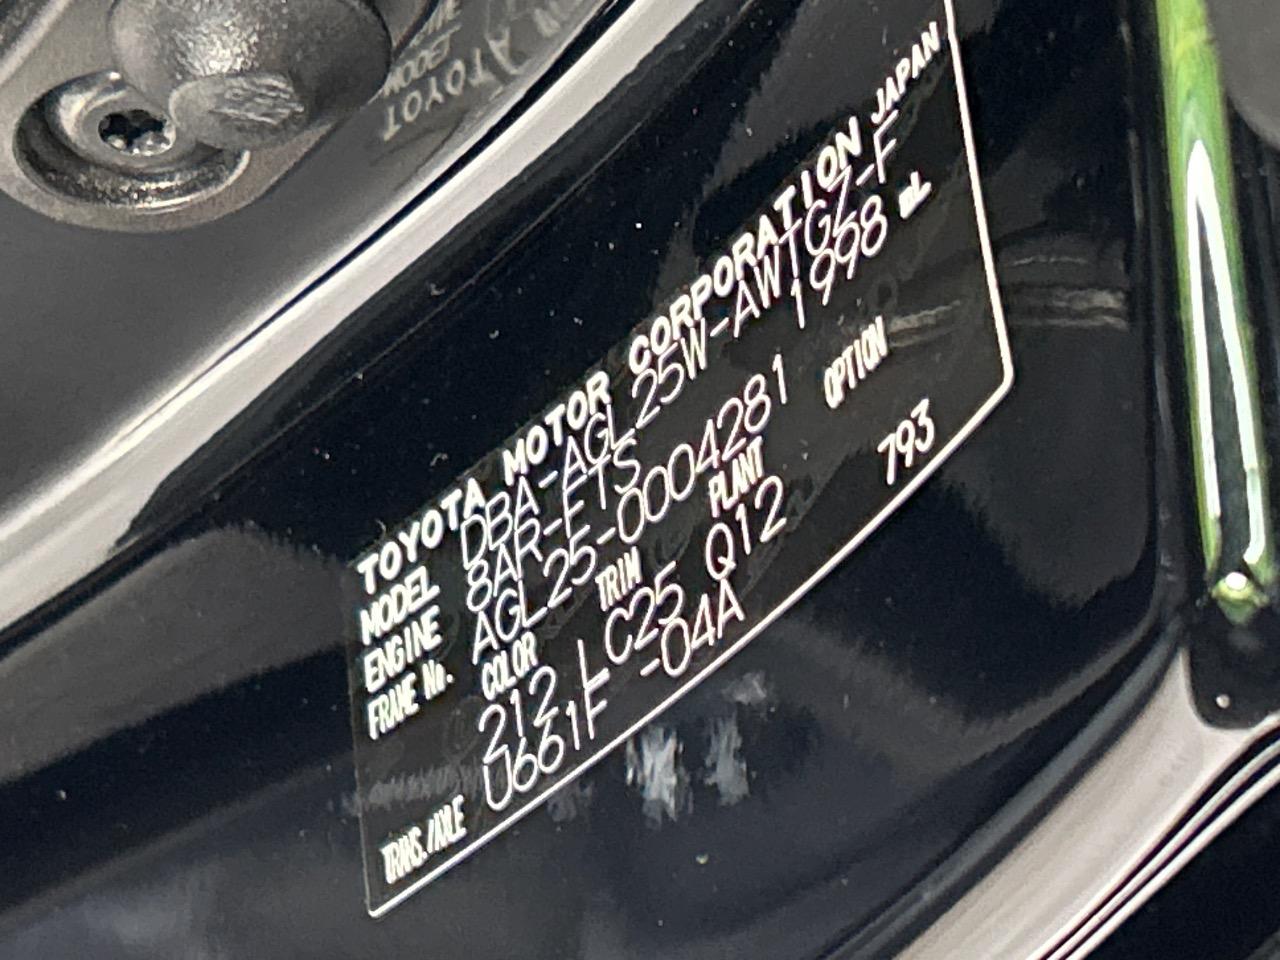 TOYOTA MOTOR CORPORATION JAPAN
MODEL DBA-AGL25W-AWTGZ-F
ENGINE 8AR-FTS 1998 mL
FRAME No. AGL25-0004281
COLOR TRIM PLANT OPTION
212 LC25 Q12 793
TRANS./AXLE U661F -04A